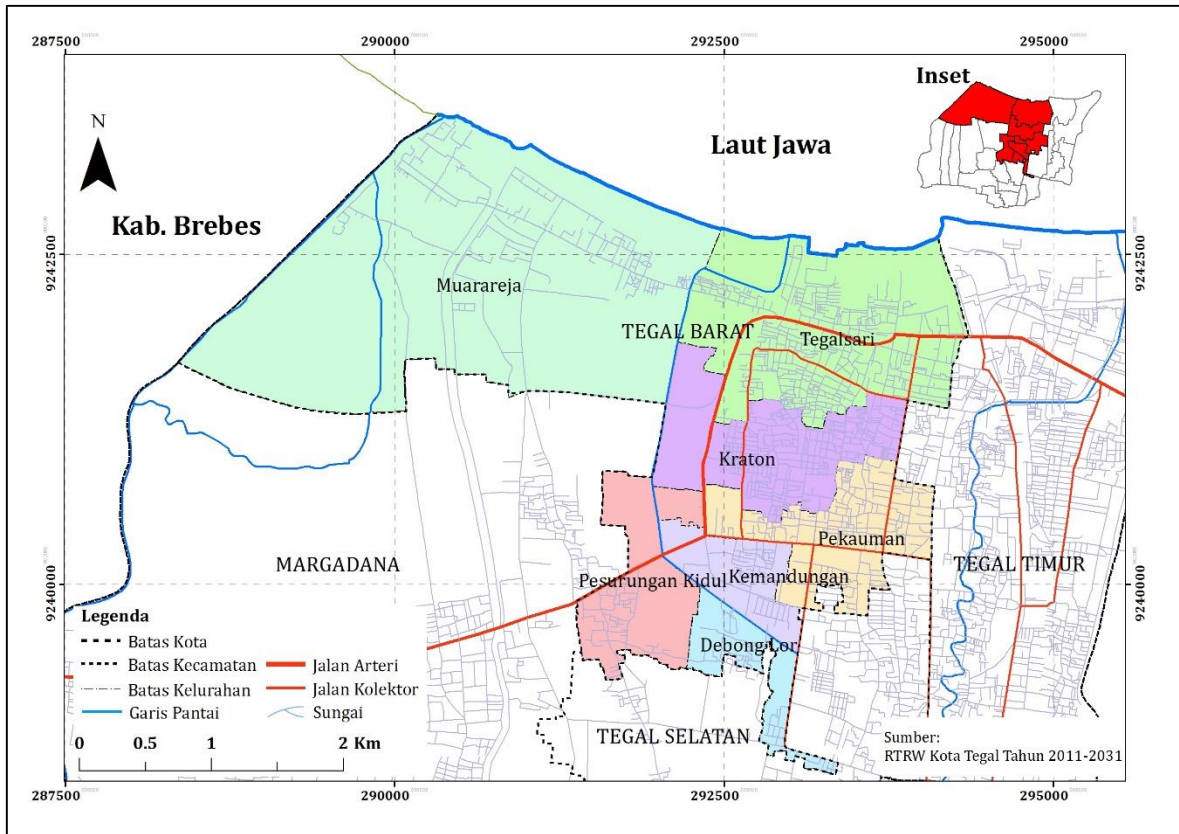 287500
290000
292500
295000
Inset
N
Laut Jawa
Kab. Brebes
9242500
9242500
Muarareja
TEGAL BARAT
Tegalsari
Kraton
Pekauman
MARGADANA
Pesurungan Kidul
Kemandungan
TEGAL TIMUR
9240000
9240000
Legenda
Batas Kota
Batas Kecamatan
Jalan Arteri
Batas Kelurahan
Jalan Kolektor
Garis Pantai
Sungai
Debong Lor
TEGAL SELATAN
0 0.5 1 2 Km
Sumber:
RTRW Kota Tegal Tahun 2011-2031
287500
290000
292500
295000